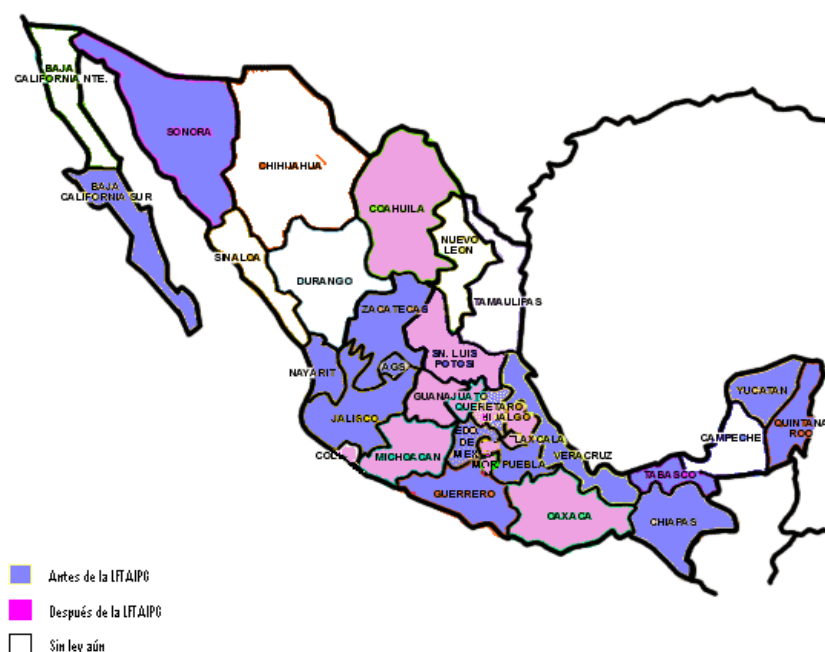 BAJA
CALIFORNIA NTE.
SONORA
CHIHIJAHUA
BAJA
CALIFORNIA SUR
COAHUILA
SINALOA
NUEVO
LEON
DURANGO
TAMAULIPAS
ZACATECAS
SN. LUIS
POTOSI
NAYARIT
AGS.
GUANAJUATO
QUERETARO
HIDALGO
JALISCO
YUCATAN
QUINTANA
ROO
CAMPECHE
EDO.
DE
MEX
TLAXCALA
COLI
MICHOACAN
MOR.
PUEBLA
VERACRUZ
TABASCO
GUERRERO
OAXACA
CHIAPAS
Antes de la LFTAIPG
Después de la LFTAIPG
Sin ley aún